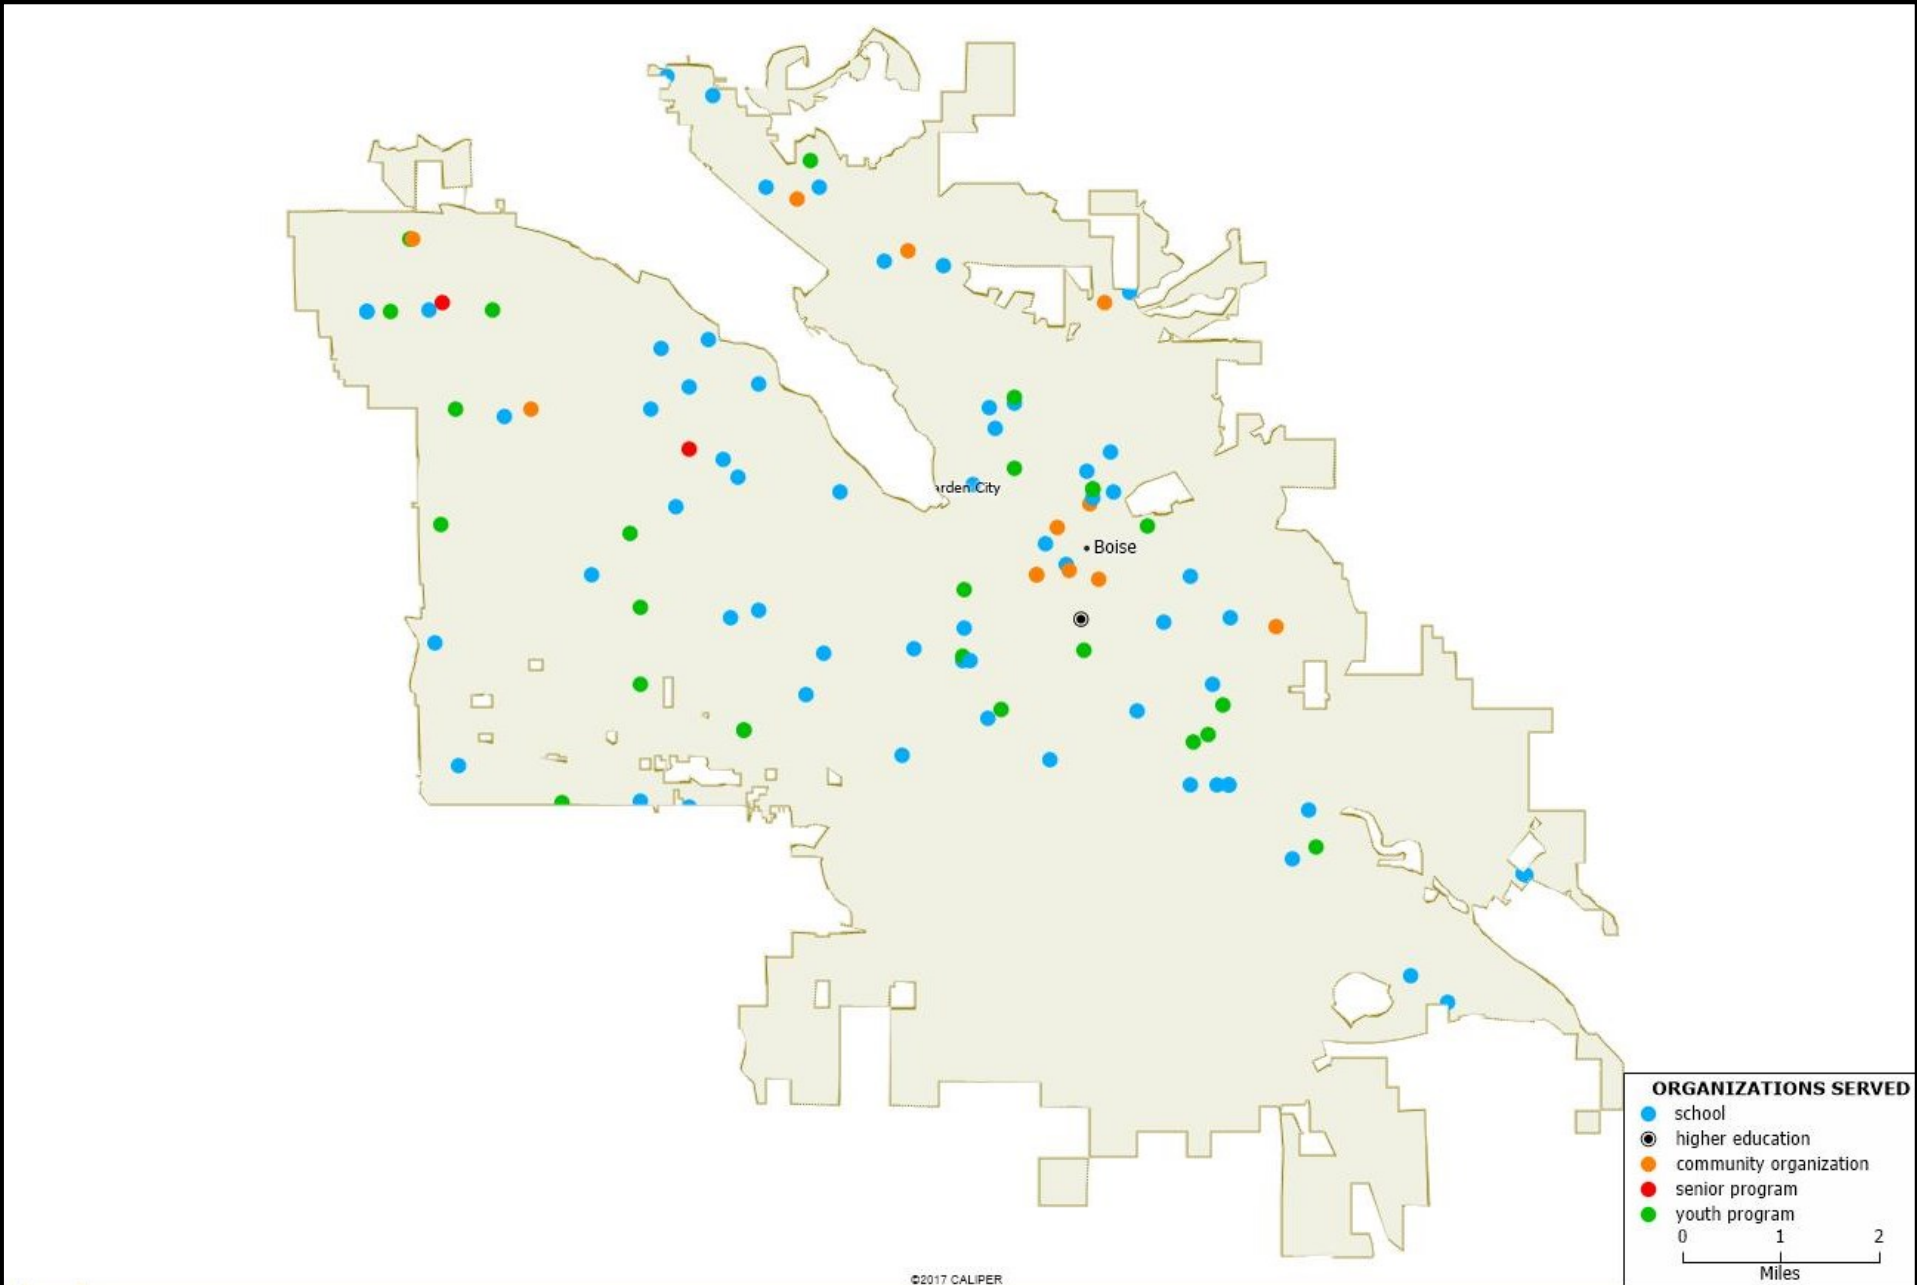 arden City
Boise
ORGANIZATIONS SERVED
school
higher education
community organization
senior program
youth program
0 1 2
Miles
©2017 CALIPER